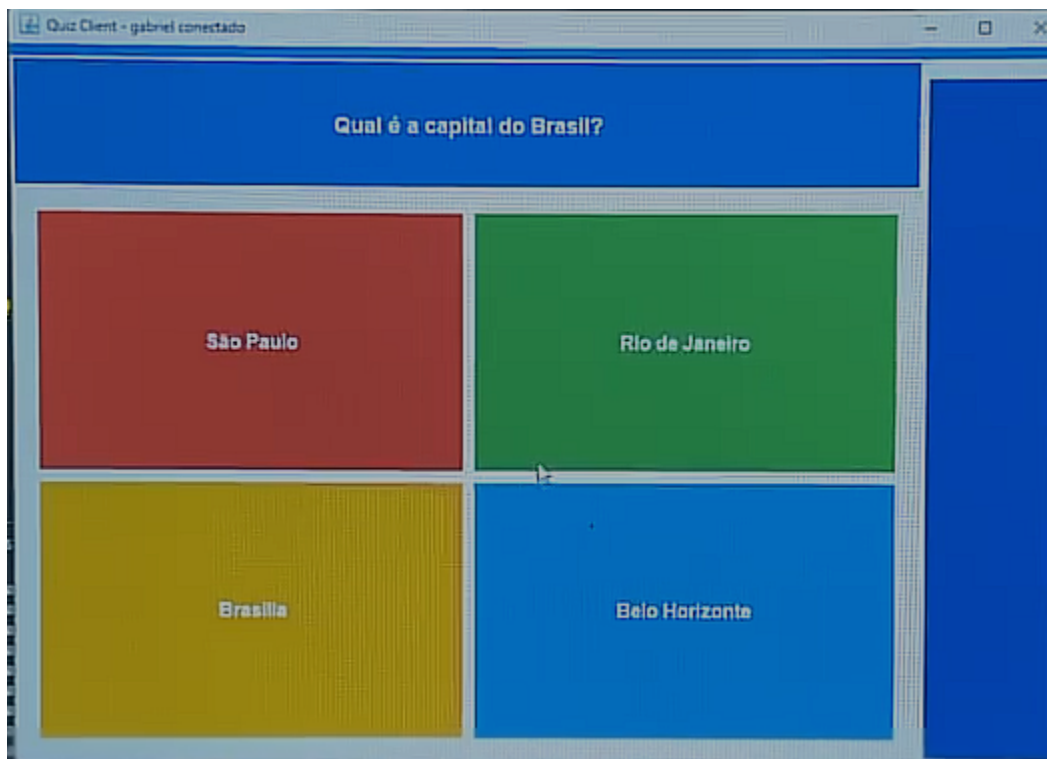 Quiz Client - gabriel conectado
Qual é a capital do Brasil?
São Paulo
Rio de Janeiro
Brasília
Belo Horizonte